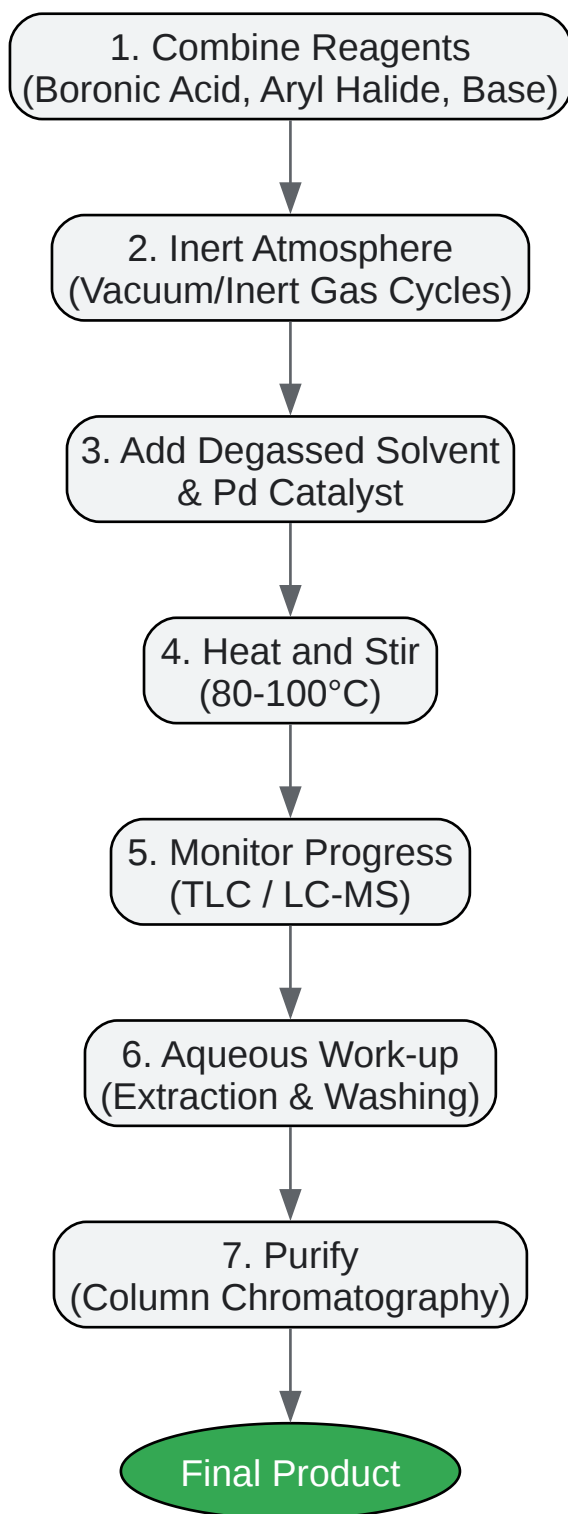 1. Combine Reagents
(Boronic Acid, Aryl Halide, Base)
2. Inert Atmosphere
(Vacuum/Inert Gas Cycles)
3. Add Degassed Solvent
& Pd Catalyst
4. Heat and Stir
(80-100°C)
5. Monitor Progress
(TLC / LC-MS)
6. Aqueous Work-up
(Extraction & Washing)
7. Purify
(Column Chromatography)
Final Product